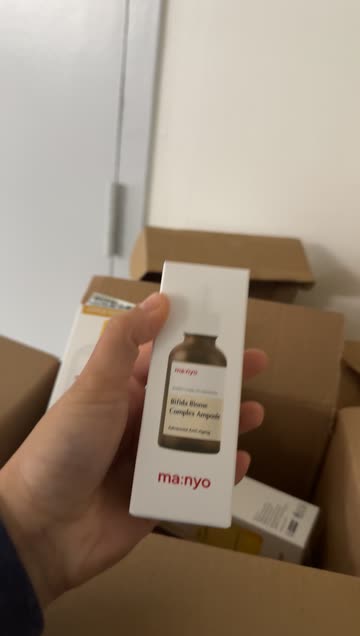 ma:nyo
Bifida Biome
Complex Ampoule
Advanced Anti-Aging
ma:nyo